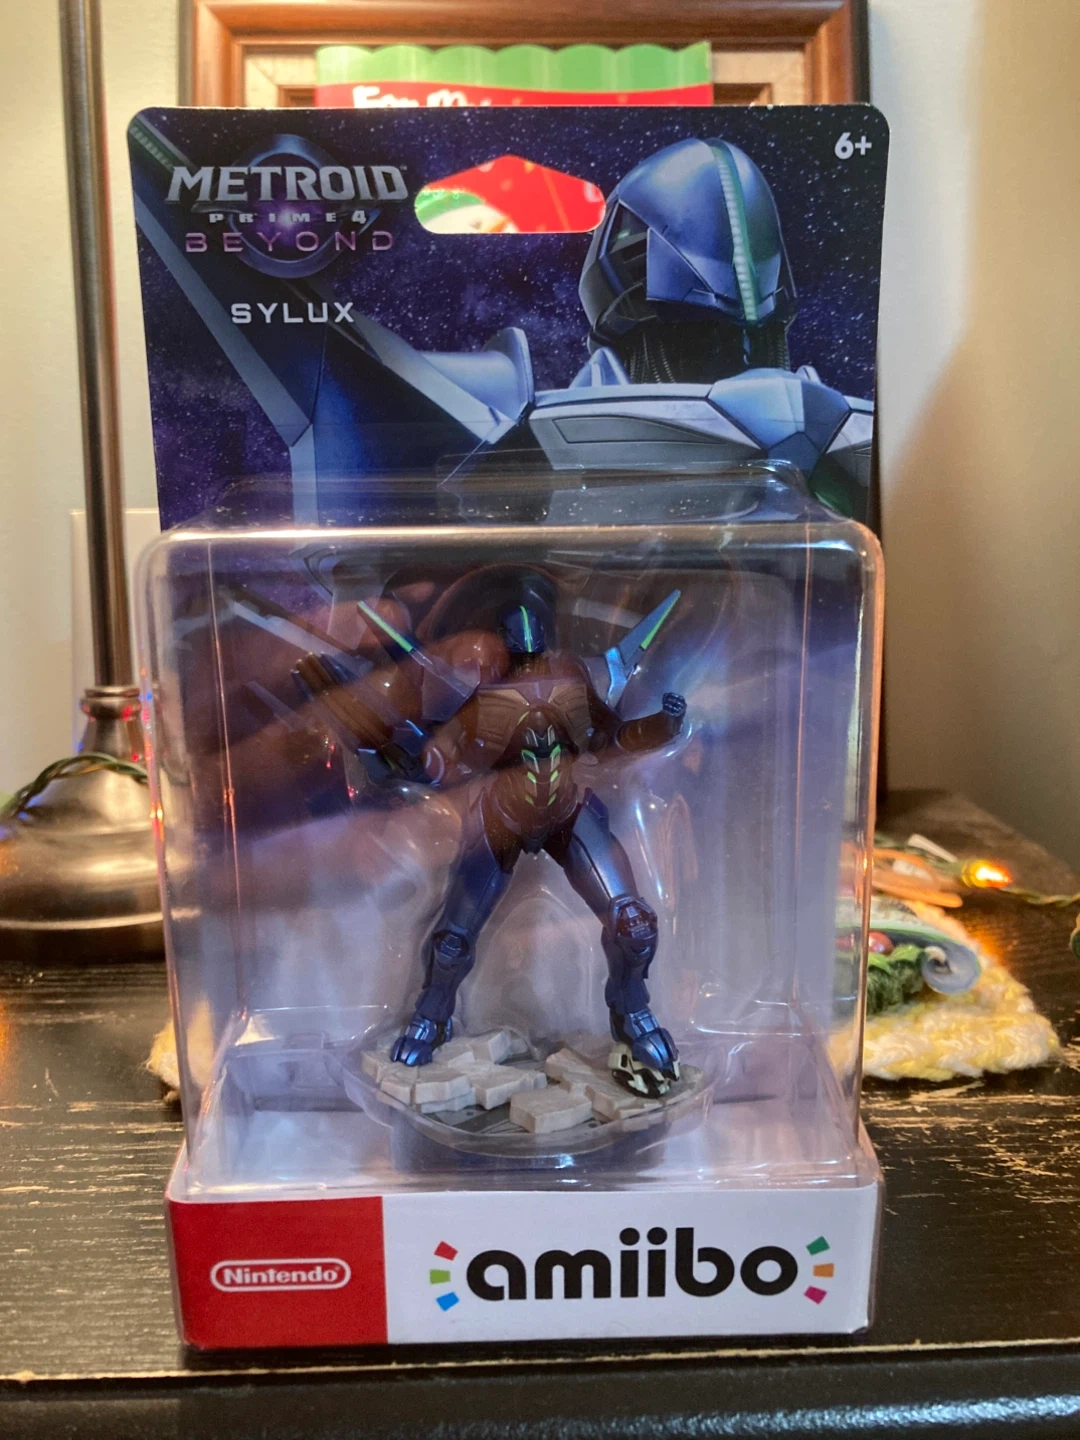 6+
METROID
PRIME 4
BEYOND
SYLUX
Nintendo
amiibo